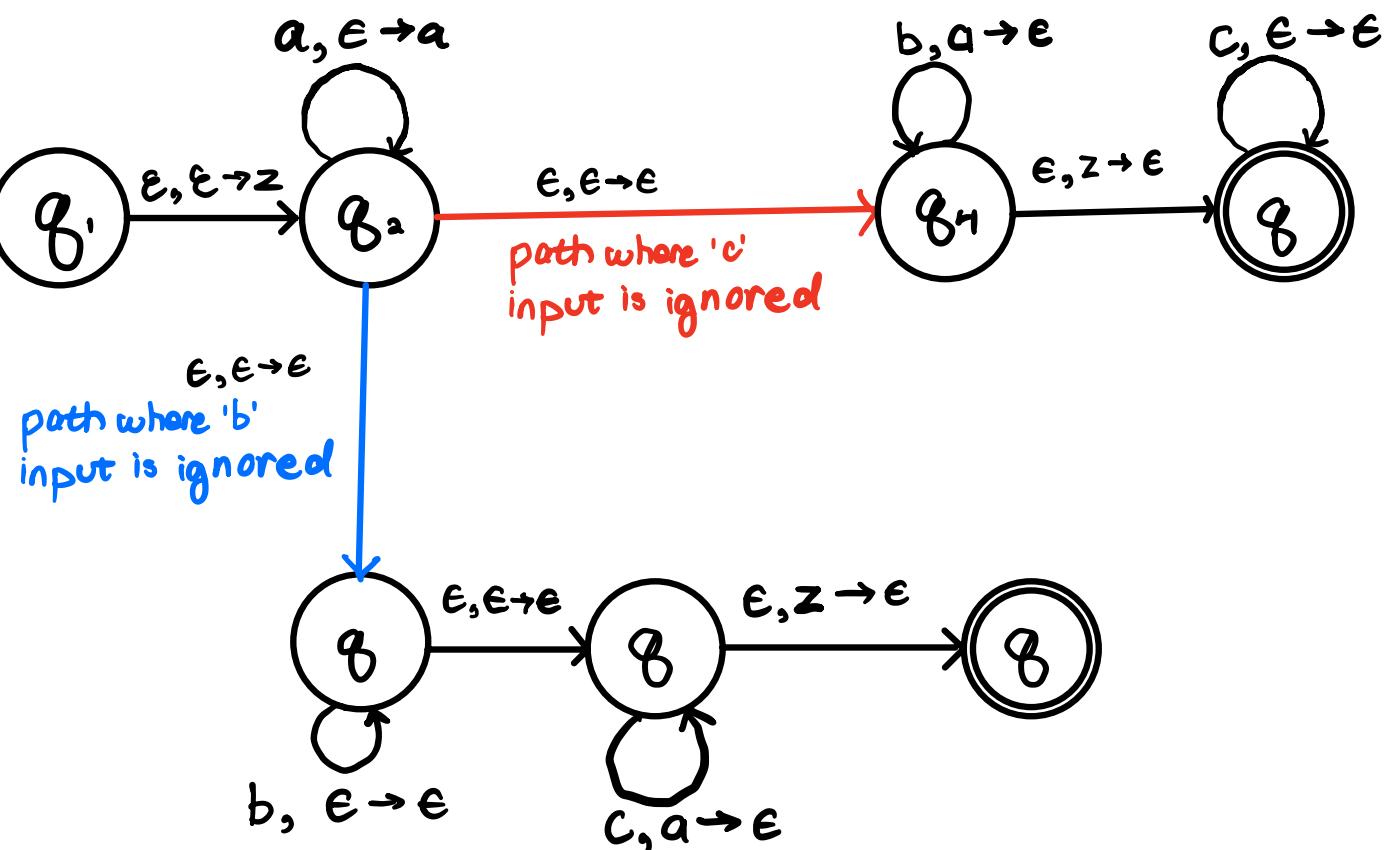 a, ε→a
b, a→ε
c, ε→ε
ε, ε→z
ε, ε→ε
ε, z→ε
q1
q2
q4
q
path where 'c'
input is ignored
ε, ε→ε
path where 'b'
input is ignored
ε, ε→ε
ε, z→ε
q
q
q
b, ε→ε
c, a→ε